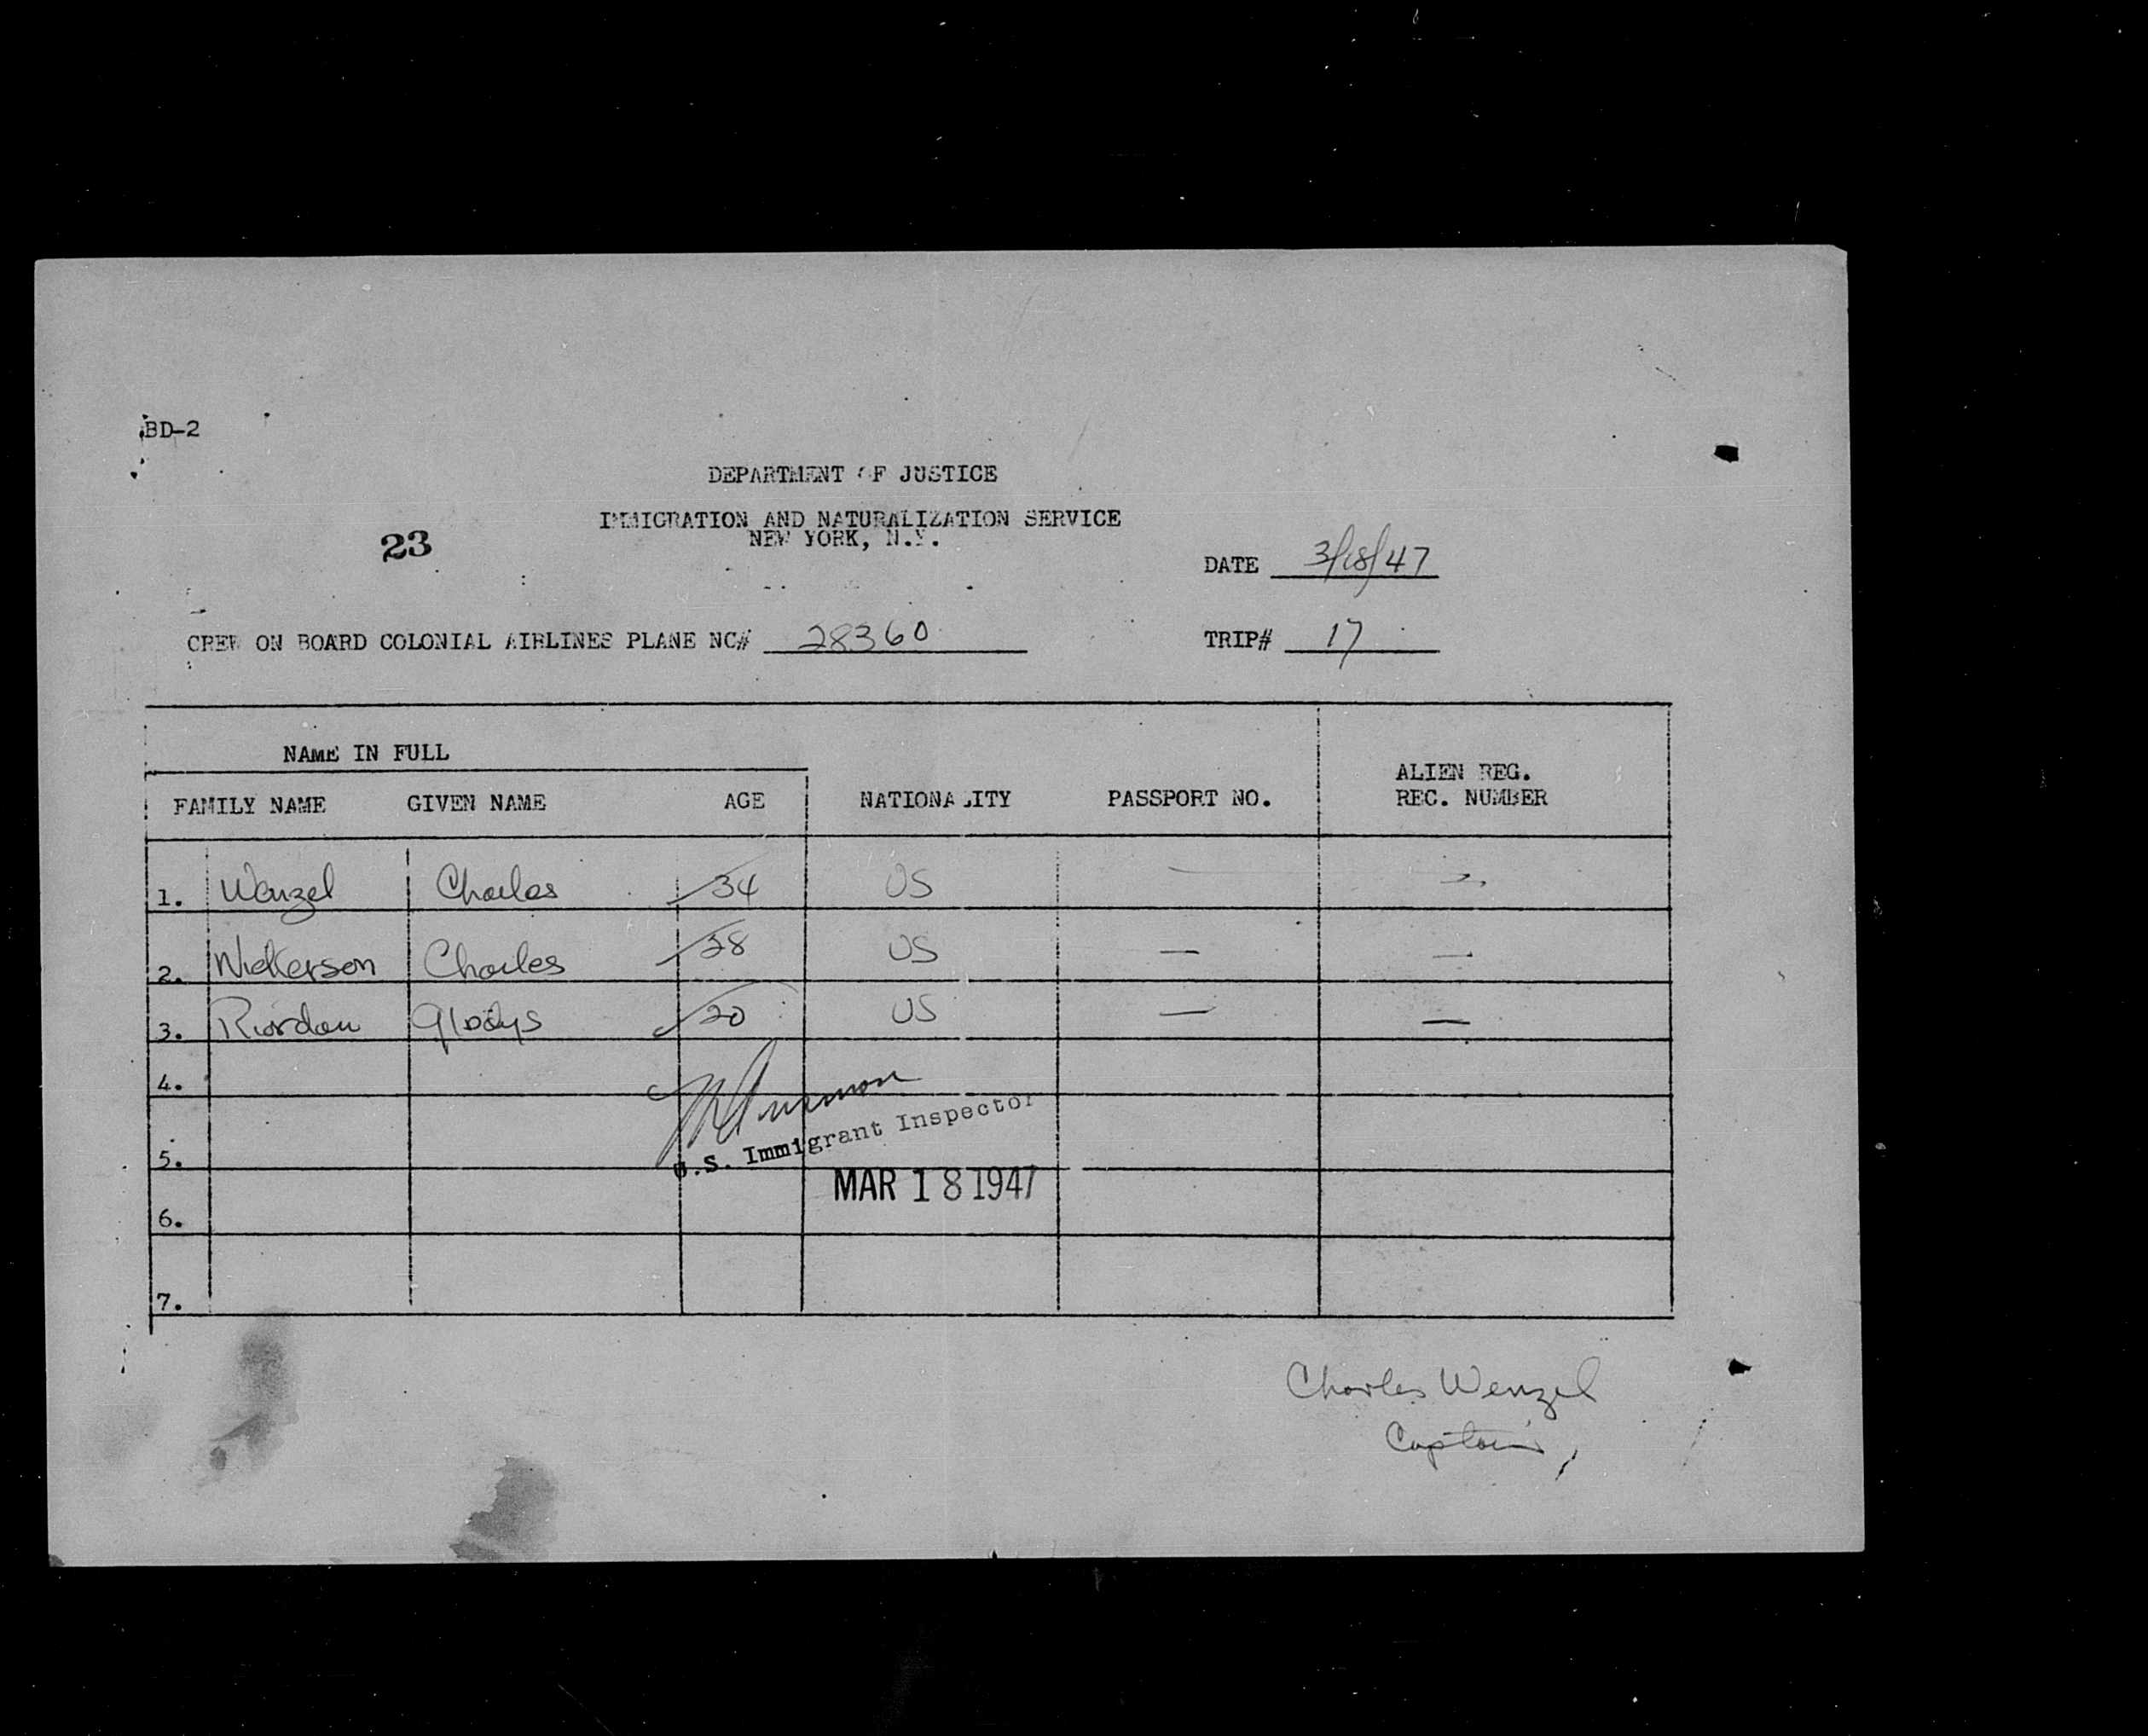 BD-2
DEPARTMENT OF JUSTICE
IMMIGRATION AND NATURALIZATION SERVICE
NEW YORK, N.Y.
23
DATE 3/18/47
CREW ON BOARD COLONIAL AIRLINES PLANE NC# 28360
TRIP# 17
NAME IN FULL
ALIEN REG.
FAMILY NAME GIVEN NAME AGE NATIONALITY PASSPORT NO. REC. NUMBER
1. Wenzel Charles 34 US — —
2. Nickerson Charles 28 US — —
3. Riordan Gladys 20 US — —
4.
U.S. Immigrant Inspector
5.
MAR 18 1947
6.
7.
Charles Wenzel
Captain,